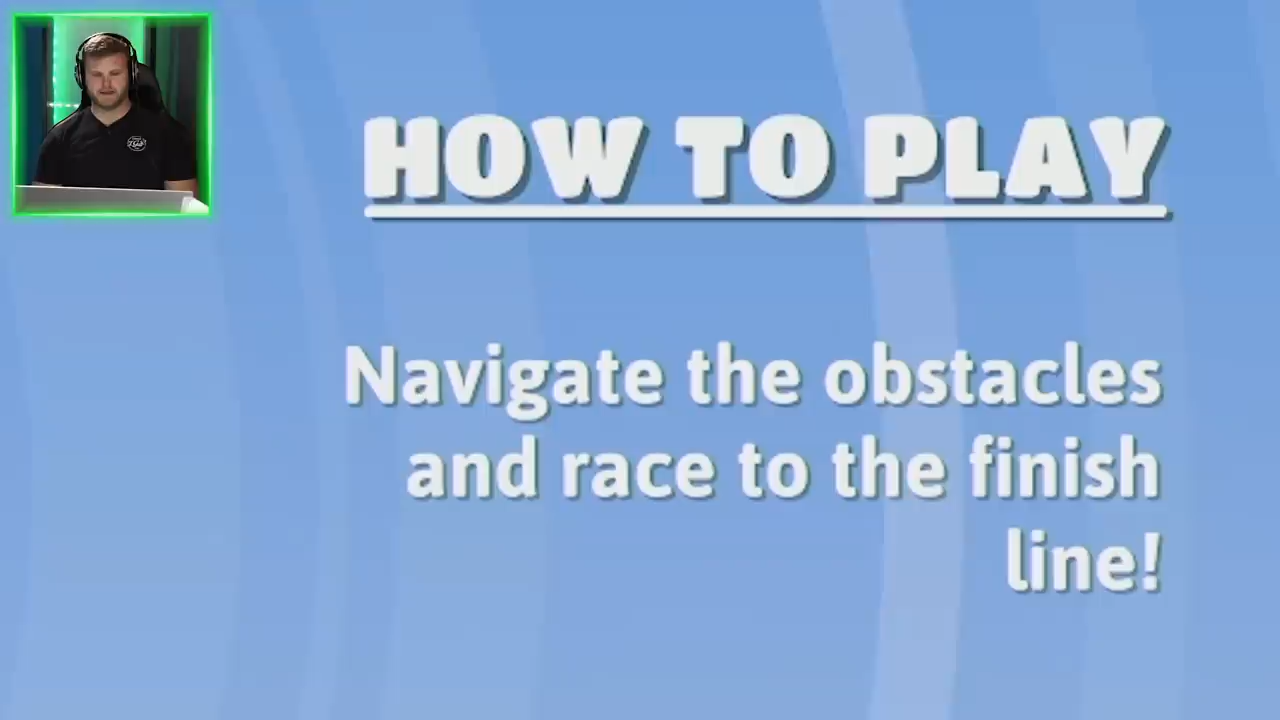 HOW TO PLAY
Navigate the obstacles
and race to the finish
line!